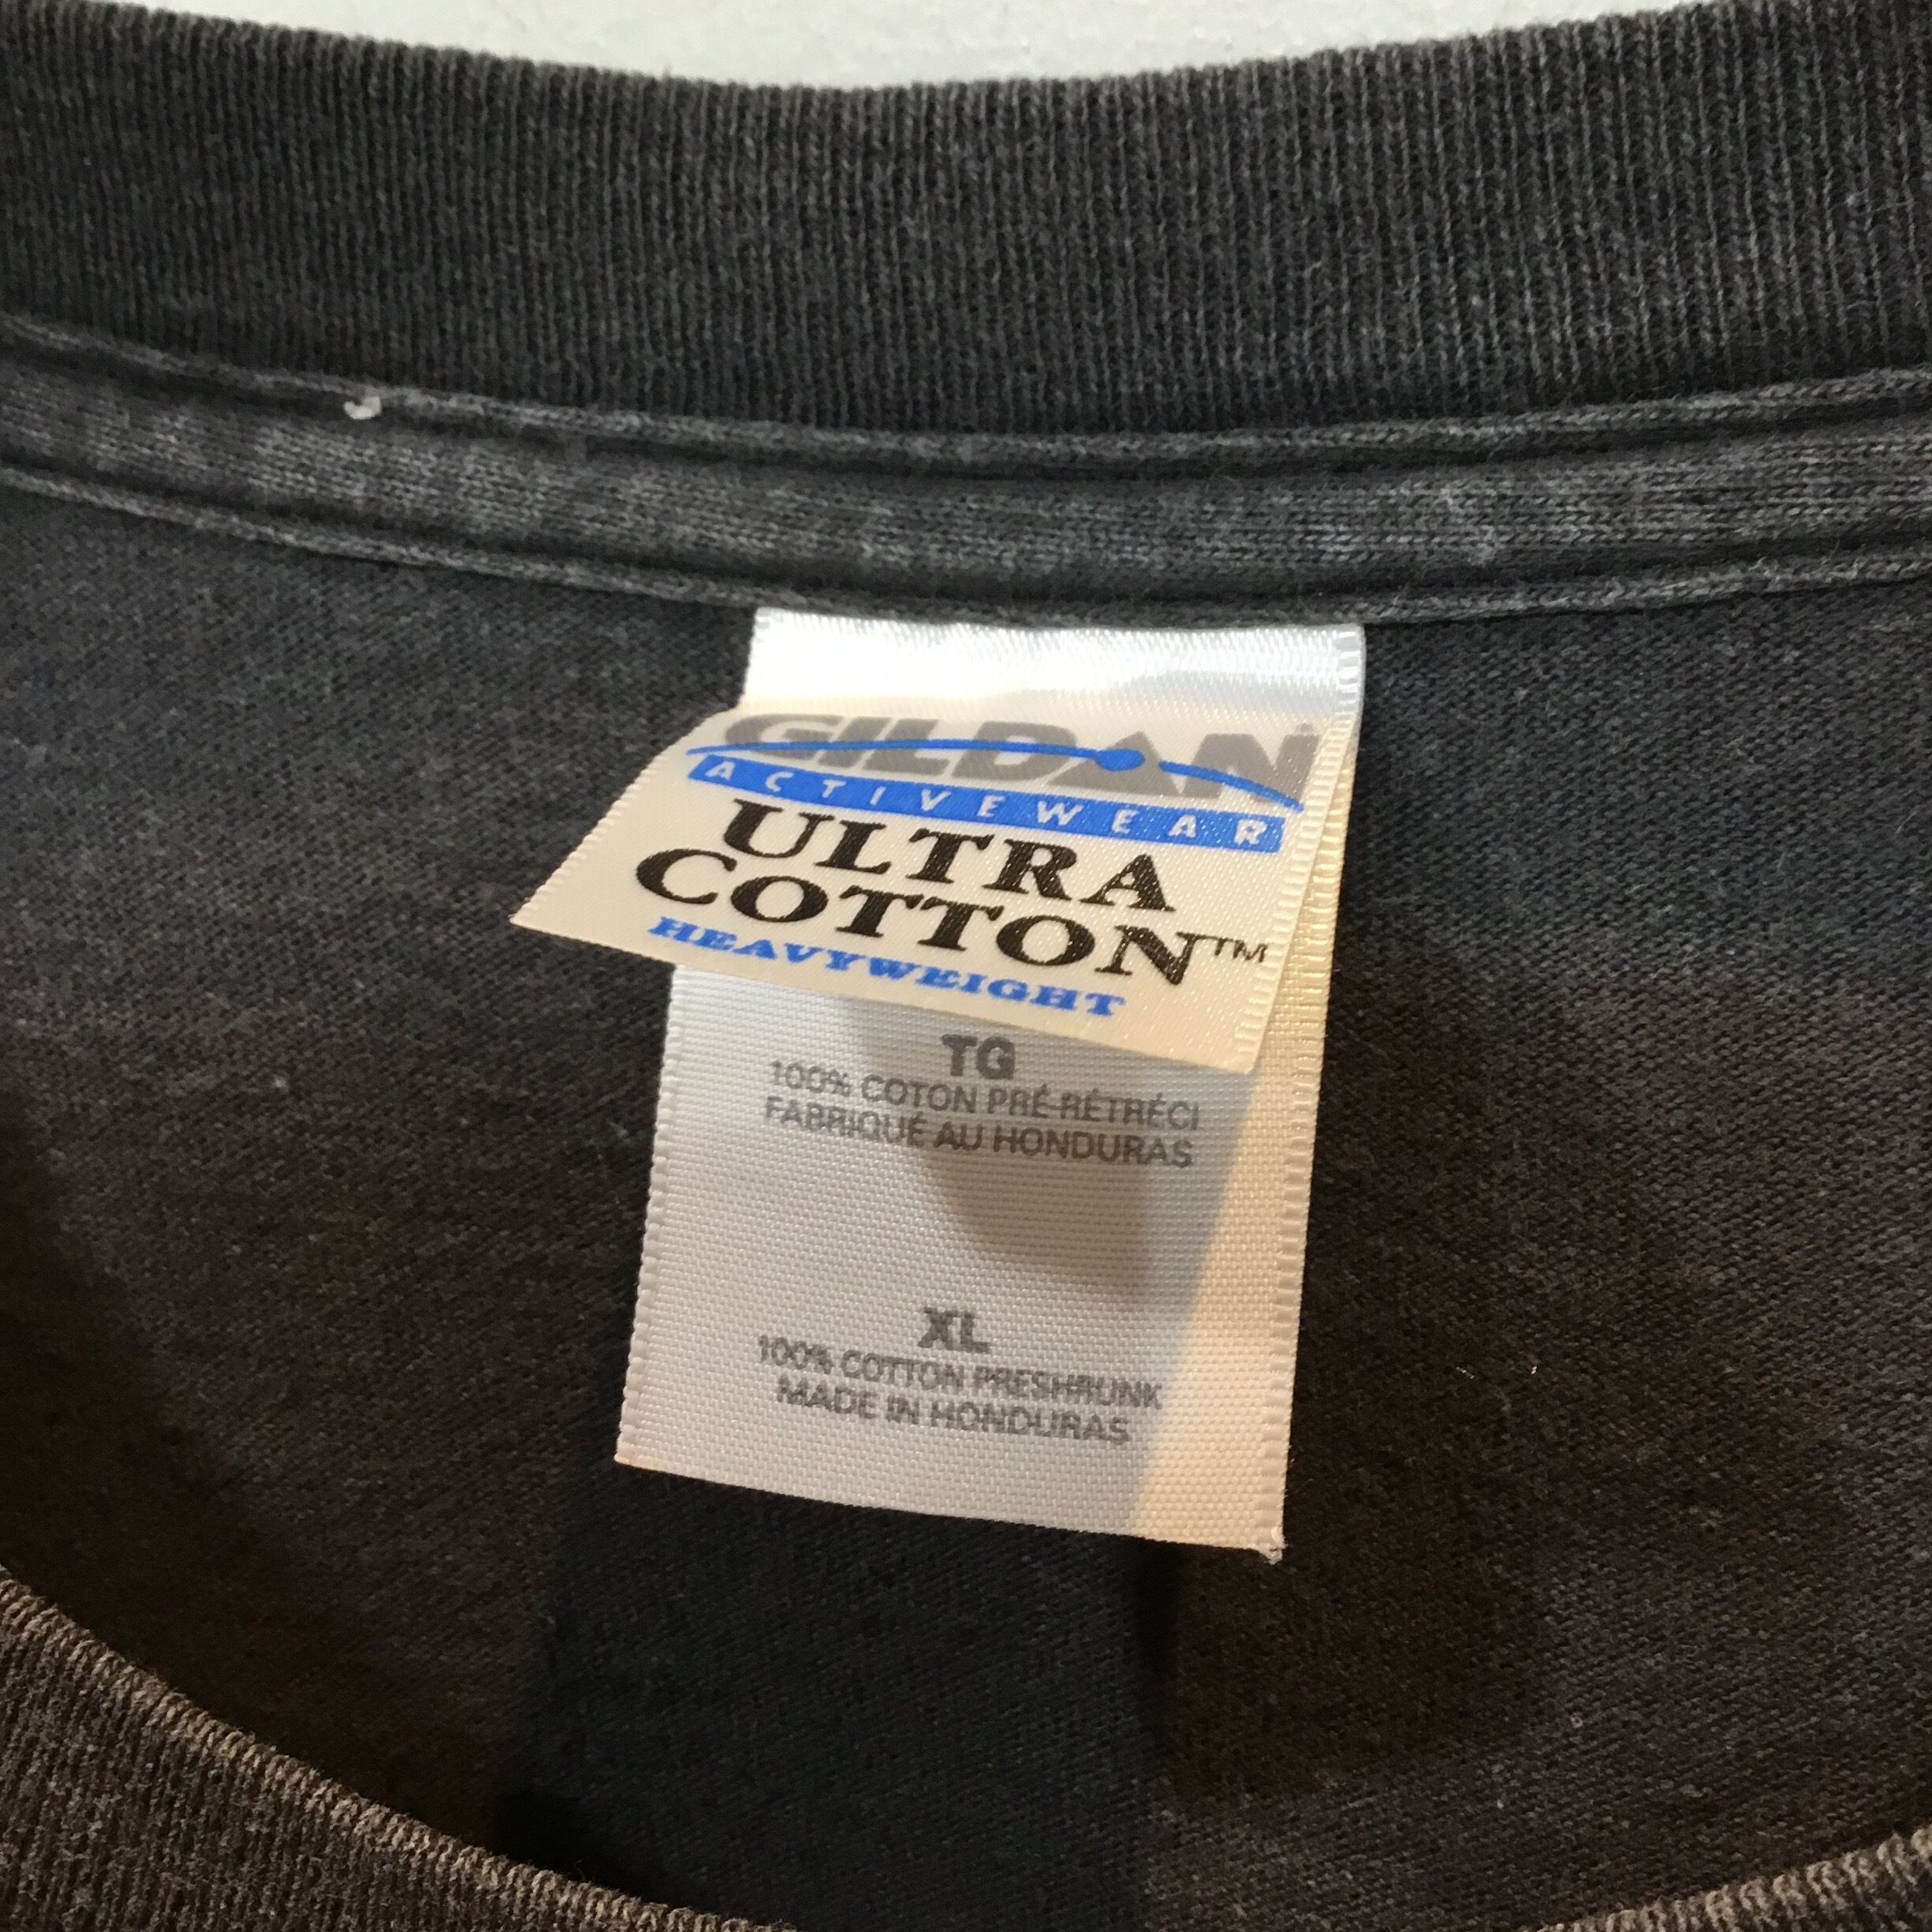 GILDAN
ACTIVEWEAR
ULTRA
COTTON™
HEAVYWEIGHT
TG
100% COTON PRÉ-RÉTRÉCI
FABRIQUÉ AU HONDURAS
XL
100% COTTON PRESHRUNK
MADE IN HONDURAS